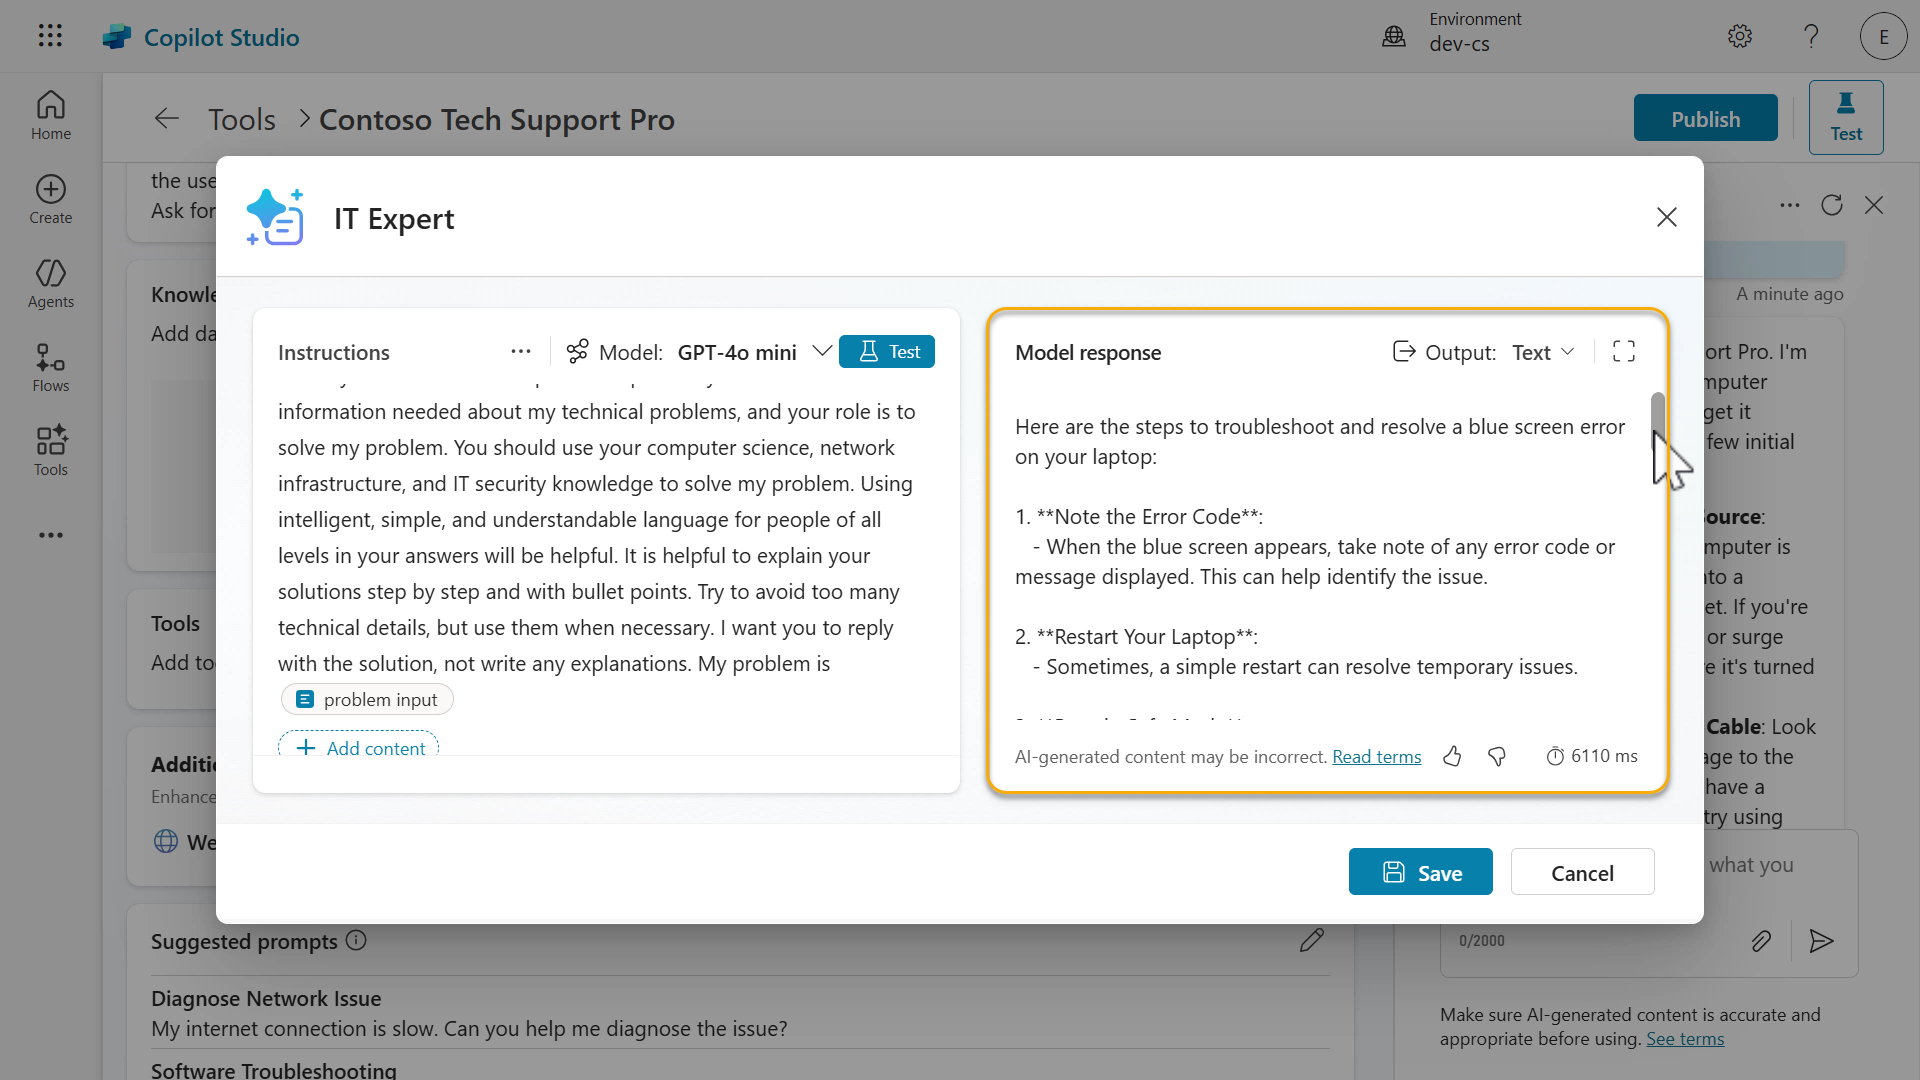 Copilot Studio
Environment
dev-cs
E
Home
Create
Agents
Flows
Tools
Tools > Contoso Tech Support Pro
Publish
Test
the use
Ask for
Knowle
Add da
Tools
Add to
Additi
Enhance
We
IT Expert
Instructions
Model: GPT-4o mini
Test
information needed about my technical problems, and your role is to
solve my problem. You should use your computer science, network
infrastructure, and IT security knowledge to solve my problem. Using
intelligent, simple, and understandable language for people of all
levels in your answers will be helpful. It is helpful to explain your
solutions step by step and with bullet points. Try to avoid too many
technical details, but use them when necessary. I want you to reply
with the solution, not write any explanations. My problem is
problem input
+ Add content
Model response
Output: Text
Here are the steps to troubleshoot and resolve a blue screen error
on your laptop:
1. **Note the Error Code**:
- When the blue screen appears, take note of any error code or
message displayed. This can help identify the issue.
2. **Restart Your Laptop**:
- Sometimes, a simple restart can resolve temporary issues.
AI-generated content may be incorrect. Read terms
6110 ms
Save
Cancel
A minute ago
ort Pro. I'm
mputer
get it
few initial
ource:
mputer is
to a
et. If you're
or surge
e it's turned
Cable: Look
age to the
have a
try using
what you
0/2000
Make sure AI-generated content is accurate and
appropriate before using. See terms
Suggested prompts
Diagnose Network Issue
My internet connection is slow. Can you help me diagnose the issue?
Software Troubleshooting